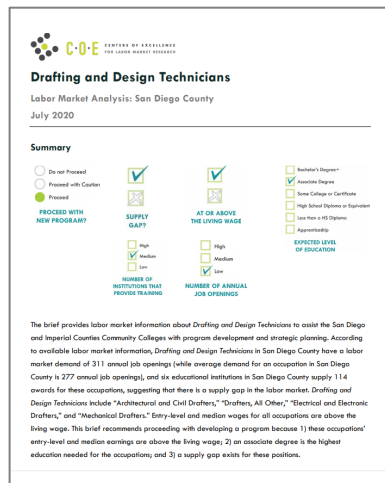 C·O·E CENTERS OF EXCELLENCE
FOR LABOR MARKET RESEARCH
Drafting and Design Technicians
Labor Market Analysis: San Diego County
July 2020
Summary
Do not Proceed
Proceed with Caution
Proceed
PROCEED WITH
NEW PROGRAM?
SUPPLY
GAP?
AT OR ABOVE
THE LIVING WAGE
Bachelor's Degree+
Associate Degree
Some College or Certificate
High School Diploma or Equivalent
Less than a HS Diploma
Apprenticeship
EXPECTED LEVEL
OF EDUCATION
High
Medium
Low
NUMBER OF
INSTITUTIONS THAT
PROVIDE TRAINING
High
Medium
Low
NUMBER OF ANNUAL
JOB OPENINGS
The brief provides labor market information about Drafting and Design Technicians to assist the San Diego
and Imperial Counties Community Colleges with program development and strategic planning. According
to available labor market information, Drafting and Design Technicians in San Diego County have a labor
market demand of 311 annual job openings (while average demand for an occupation in San Diego
County is 277 annual job openings), and six educational institutions in San Diego County supply 114
awards for these occupations, suggesting that there is a supply gap in the labor market. Drafting and
Design Technicians include "Architectural and Civil Drafters," "Drafters, All Other," "Electrical and Electronic
Drafters," and "Mechanical Drafters." Entry-level and median wages for all occupations are above the
living wage. This brief recommends proceeding with developing a program because 1) these occupations'
entry-level and median earnings are above the living wage; 2) an associate degree is the highest
education needed for the occupations; and 3) a supply gap exists for these positions.